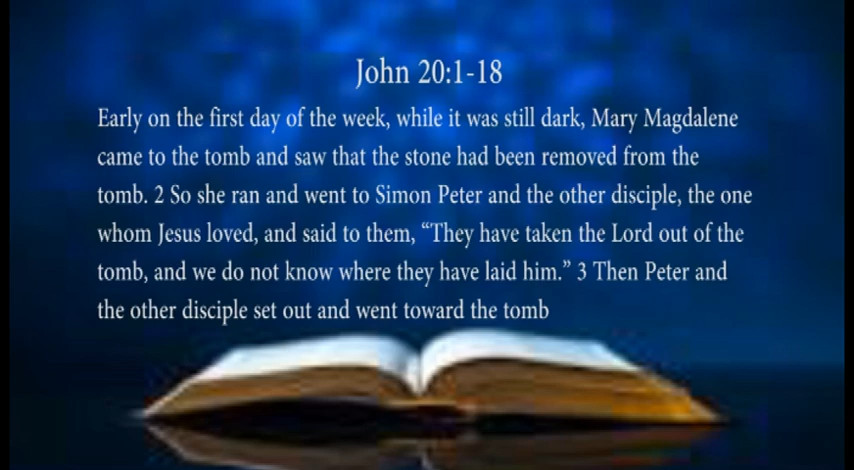 John 20:1-18
Early on the first day of the week, while it was still dark, Mary Magdalene
came to the tomb and saw that the stone had been removed from the
tomb. 2 So she ran and went to Simon Peter and the other disciple, the one
whom Jesus loved, and said to them, “They have taken the Lord out of the
tomb, and we do not know where they have laid him.” 3 Then Peter and
the other disciple set out and went toward the tomb